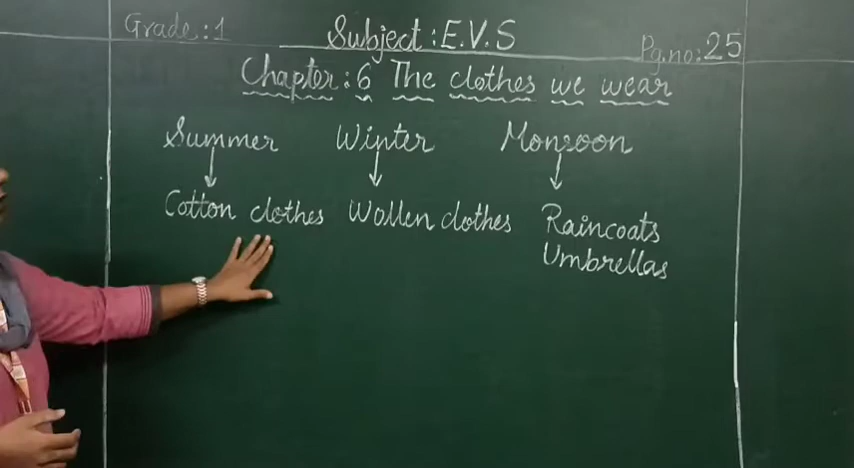 Grade : 1 Subject : E.V.S Pg.no : 25
Chapter : 6 The clothes we wear
Summer Winter Monsoon
Cotton clothes Wollen clothes Raincoats
Umbrellas